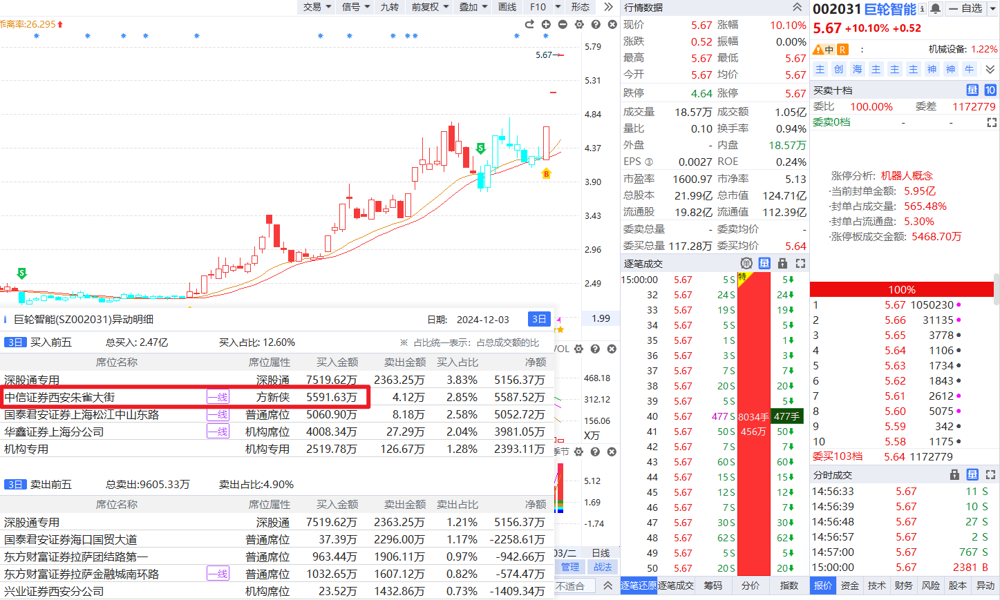 交易 信号 九转 前复权 叠加 画线 F10 形态
乖离率:26.295
5.79
5.67
5.31
4.84
4.37
3.90
3.43
2.96
2.49
1.99
S
S
B
巨轮智能(SZ002031)异动明细 日期: 2024-12-03 3日
3日 买入前五 总买入: 2.47亿 买入占比: 12.60% ※ 占比统一表示: 占总成交额的比
席位名称 席位属性 买入金额 卖出金额 买入占比 净额
深股通专用 深股通 7519.62万 2363.25万 3.83% 5156.37万
中信证券西安朱雀大街 一线 方新侠 5591.63万 4.12万 2.85% 5587.52万
国泰君安证券上海松江中山东路 一线 普通席位 5060.90万 8.18万 2.58% 5052.72万
华鑫证券上海分公司 一线 机构席位 4008.34万 27.29万 2.04% 3981.05万
机构专用 机构专用 2519.78万 126.67万 1.28% 2393.11万
3日 卖出前五 总卖出:9605.33万 卖出占比:4.90%
席位名称 席位属性 买入金额 卖出金额 卖出占比 净额
深股通专用 深股通 7519.62万 2363.25万 1.21% 5156.37万
国泰君安证券海口国贸大道 普通席位 37.39万 2296.00万 1.17% -2258.61万
东方财富证券拉萨团结路第一 普通席位 963.44万 1906.11万 0.97% -942.66万
东方财富证券拉萨金融城南环路 一线 普通席位 1032.65万 1607.12万 0.82% -574.47万
兴业证券西安分公司 机构席位 23.52万 1432.86万 0.73% -1409.34万
VOL
468.18
312.12
156.06
X万
季节
5.12
1.69
-1.74
03/二 日线
管理 战法
不适合
行情数据
现价 5.67 涨幅 10.10%
涨跌 0.52 振幅 0.00%
最高 5.67 最低 5.67
今开 5.67 均价 5.67
跌停 4.64 涨停 5.67
成交量 18.57万 成交额 1.05亿
量比 0.10 换手率 0.94%
外盘 - 内盘 18.57万
EPS ③ 0.0027 ROE 0.24%
市盈率 1600.97 市净率 5.13
总股本 21.99亿 总市值 124.71亿
流通股 19.82亿 流通值 112.39亿
委卖总量 - 委卖均价 -
委买总量 117.28万 委买均价 5.64
逐笔成交 单 量
15:00:00 5.67 5 S 特 5
32 5.67 24 S 24
33 5.67 19 S 19
34 5.67 5 S 5
35 5.67 1 S 1
36 5.67 3 S 3
37 5.67 7 S 7
38 5.67 20 S 20
39 5.67 5 S 5
40 5.67 477 S 8034手 477手
41 5.67 50 S 456万 50
42 5.67 7 S 7
43 5.67 60 S 60
44 5.67 15 S 15
45 5.67 12 S 12
46 5.67 7 S 7
47 5.67 30 S 30
48 5.67 62 S 62
49 5.67 5 S 5
50 5.67 20 S 20
逐笔还原 逐笔成交 筹码 分价 指数
002031 巨轮智能 自选
5.67 +10.10% +0.52
中 R : 机械设备: 1.22%
主 创 海 主 主 主 神 神 牛
买卖十档 量 10
委比 100.00% 委差 1172779
委卖0档 - -
涨停分析: 机器人概念
·当前封单金额: 5.95亿
·封单占成交量: 565.48%
·封单占流通盘: 5.30%
·涨停板成交金额: 5468.70万
100%
1 5.67 1050230
2 5.66 31135
3 5.65 3778
4 5.64 1106
5 5.63 1734
6 5.62 1843
7 5.61 2612
8 5.60 5075
9 5.59 342
10 5.58 1175
委买103档 5.64 1172779
分时成交 量
14:56:33 5.67 11 S
14:56:39 5.67 10 S
14:56:48 5.67 27 S
14:56:57 5.67 2 S
14:57:00 5.67 767 S
15:00:00 5.67 2381 B
报价 资金 技术 财务 风险 股本 异动